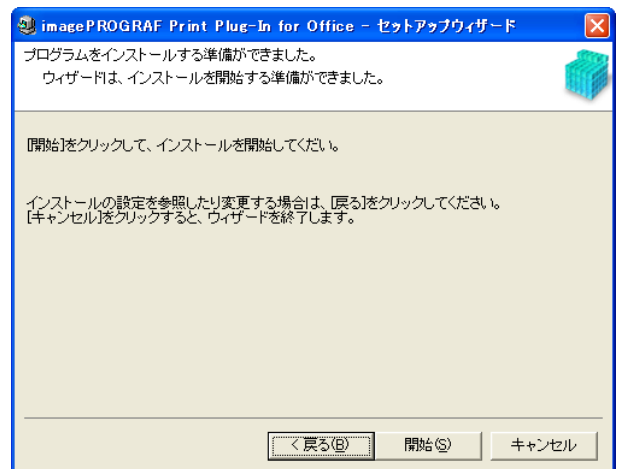 imagePROGRAF Print Plug-In for Office - セットアップウィザード
プログラムをインストールする準備ができました。
ウィザードは、インストールを開始する準備ができました。
[開始]をクリックして、インストールを開始してくだい。
インストールの設定を参照したり変更する場合は、[戻る]をクリックしてください。
[キャンセル]をクリックすると、ウィザードを終了します。
< 戻る(B)
開始(S)
キャンセル